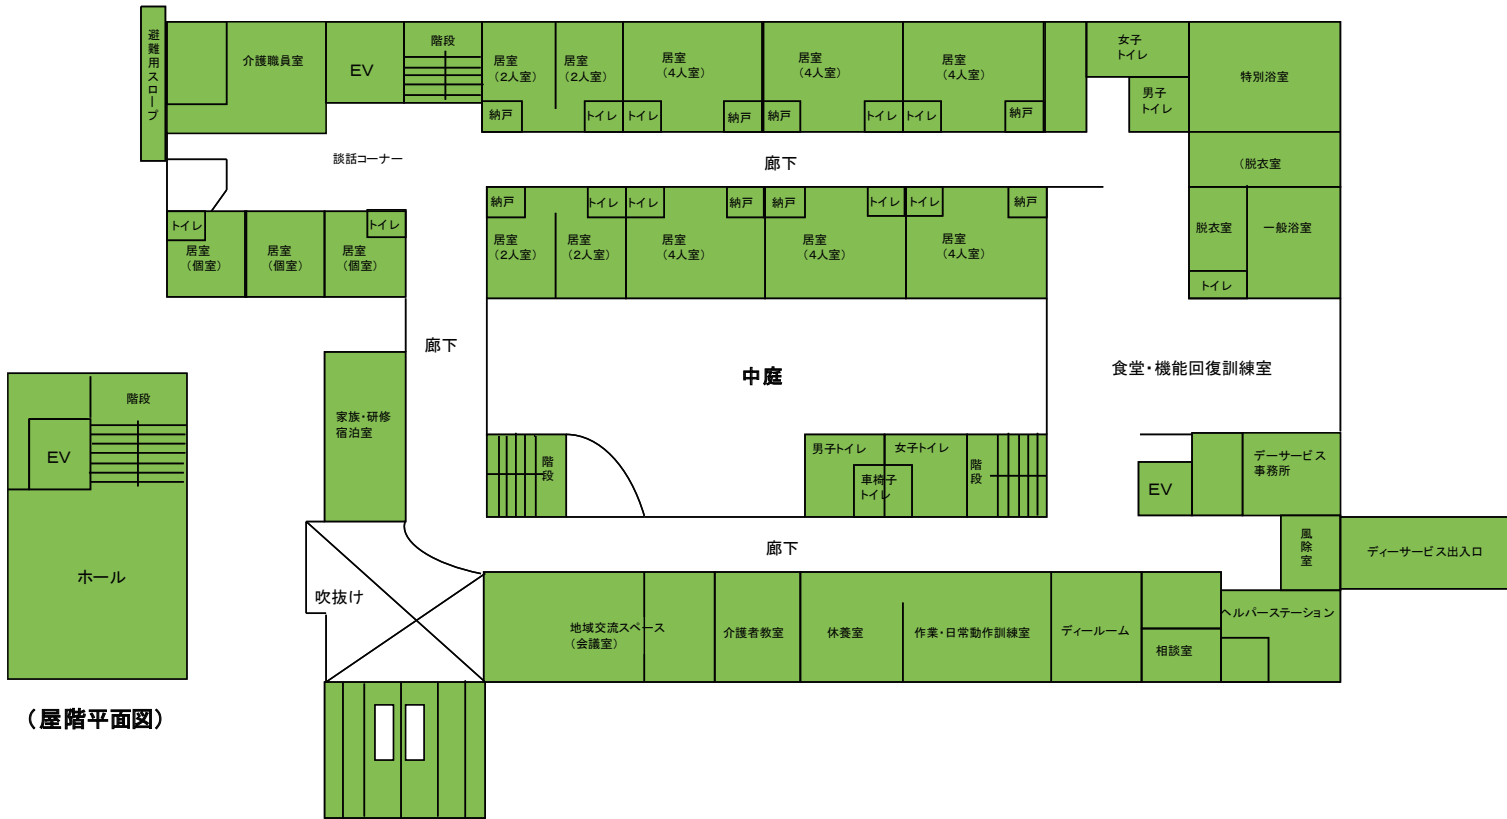 避難用スロープ
介護職員室
EV
階段
居室
（2人室）
居室
（2人室）
居室
（4人室）
居室
（4人室）
居室
（4人室）
女子
トイレ
男子
トイレ
特別浴室
納戸
トイレ
トイレ
納戸
納戸
トイレ
トイレ
納戸
談話コーナー
廊下
（脱衣室
納戸
トイレ
トイレ
納戸
納戸
トイレ
トイレ
納戸
居室
（2人室）
居室
（2人室）
居室
（4人室）
居室
（4人室）
居室
（4人室）
脱衣室
一般浴室
トイレ
トイレ
トイレ
居室
（個室）
居室
（個室）
居室
（個室）
廊下
中庭
食堂・機能回復訓練室
階段
EV
ホール
（屋階平面図）
家族・研修
宿泊室
階段
男子トイレ
女子トイレ
車椅子
トイレ
階段
EV
デーサービス
事務所
廊下
風除室
ディーサービス出入口
吹抜け
地域交流スペース
（会議室）
介護者教室
休養室
作業・日常動作訓練室
ディールーム
相談室
ヘルパーステーション